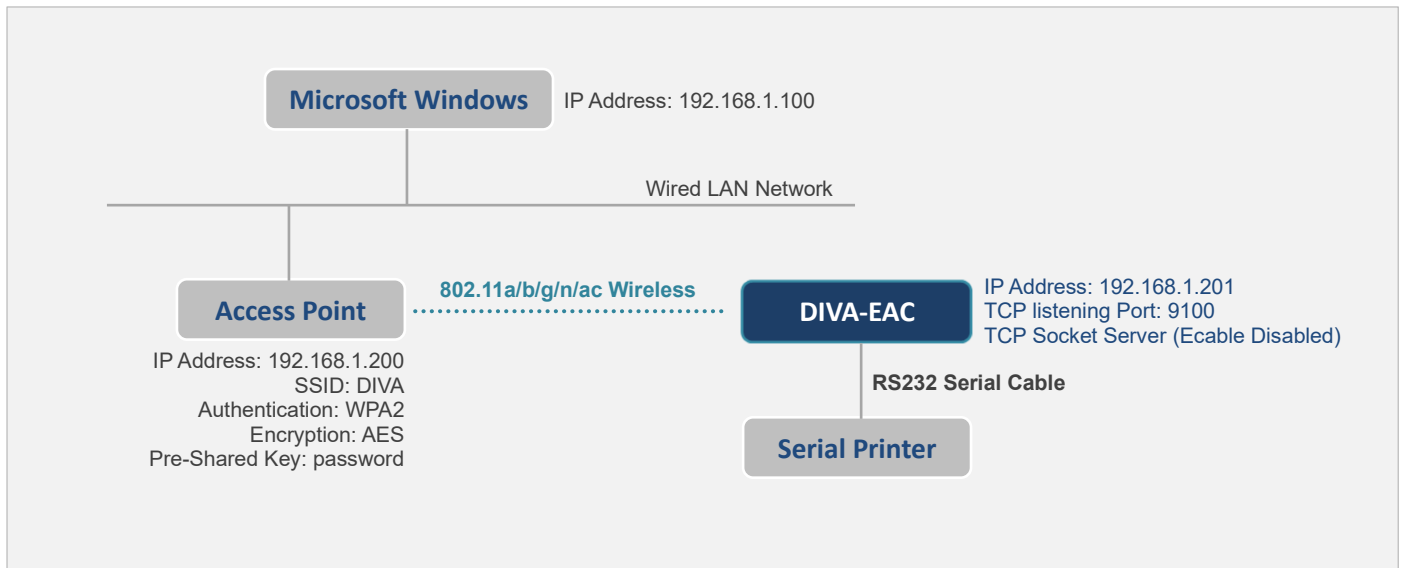 Microsoft Windows
IP Address: 192.168.1.100
Wired LAN Network
Access Point
802.11a/b/g/n/ac Wireless
DIVA-EAC
IP Address: 192.168.1.201
TCP listening Port: 9100
TCP Socket Server (Ecable Disabled)
IP Address: 192.168.1.200
SSID: DIVA
Authentication: WPA2
Encryption: AES
Pre-Shared Key: password
RS232 Serial Cable
Serial Printer